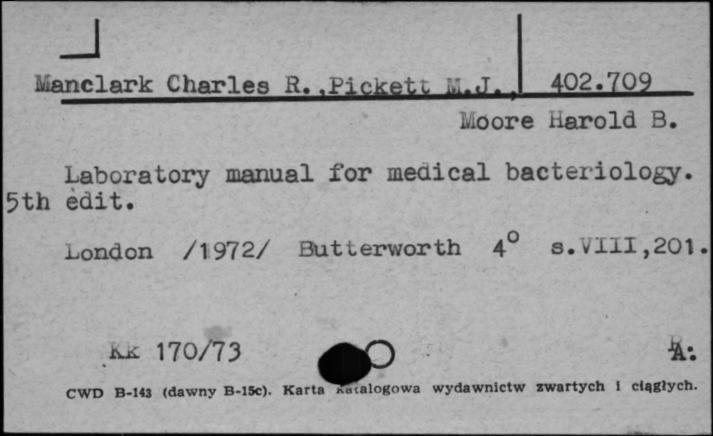 Manclark Charles R.,Pickett M.J., 402.709
Moore Harold B.
Laboratory manual for medical bacteriology.
5th edit.
London /1972/ Butterworth 4° s.VIII,201.
Kk 170/73 A:
CWD B-143 (dawny B-15c). Karta katalogowa wydawnictw zwartych i ciągłych.